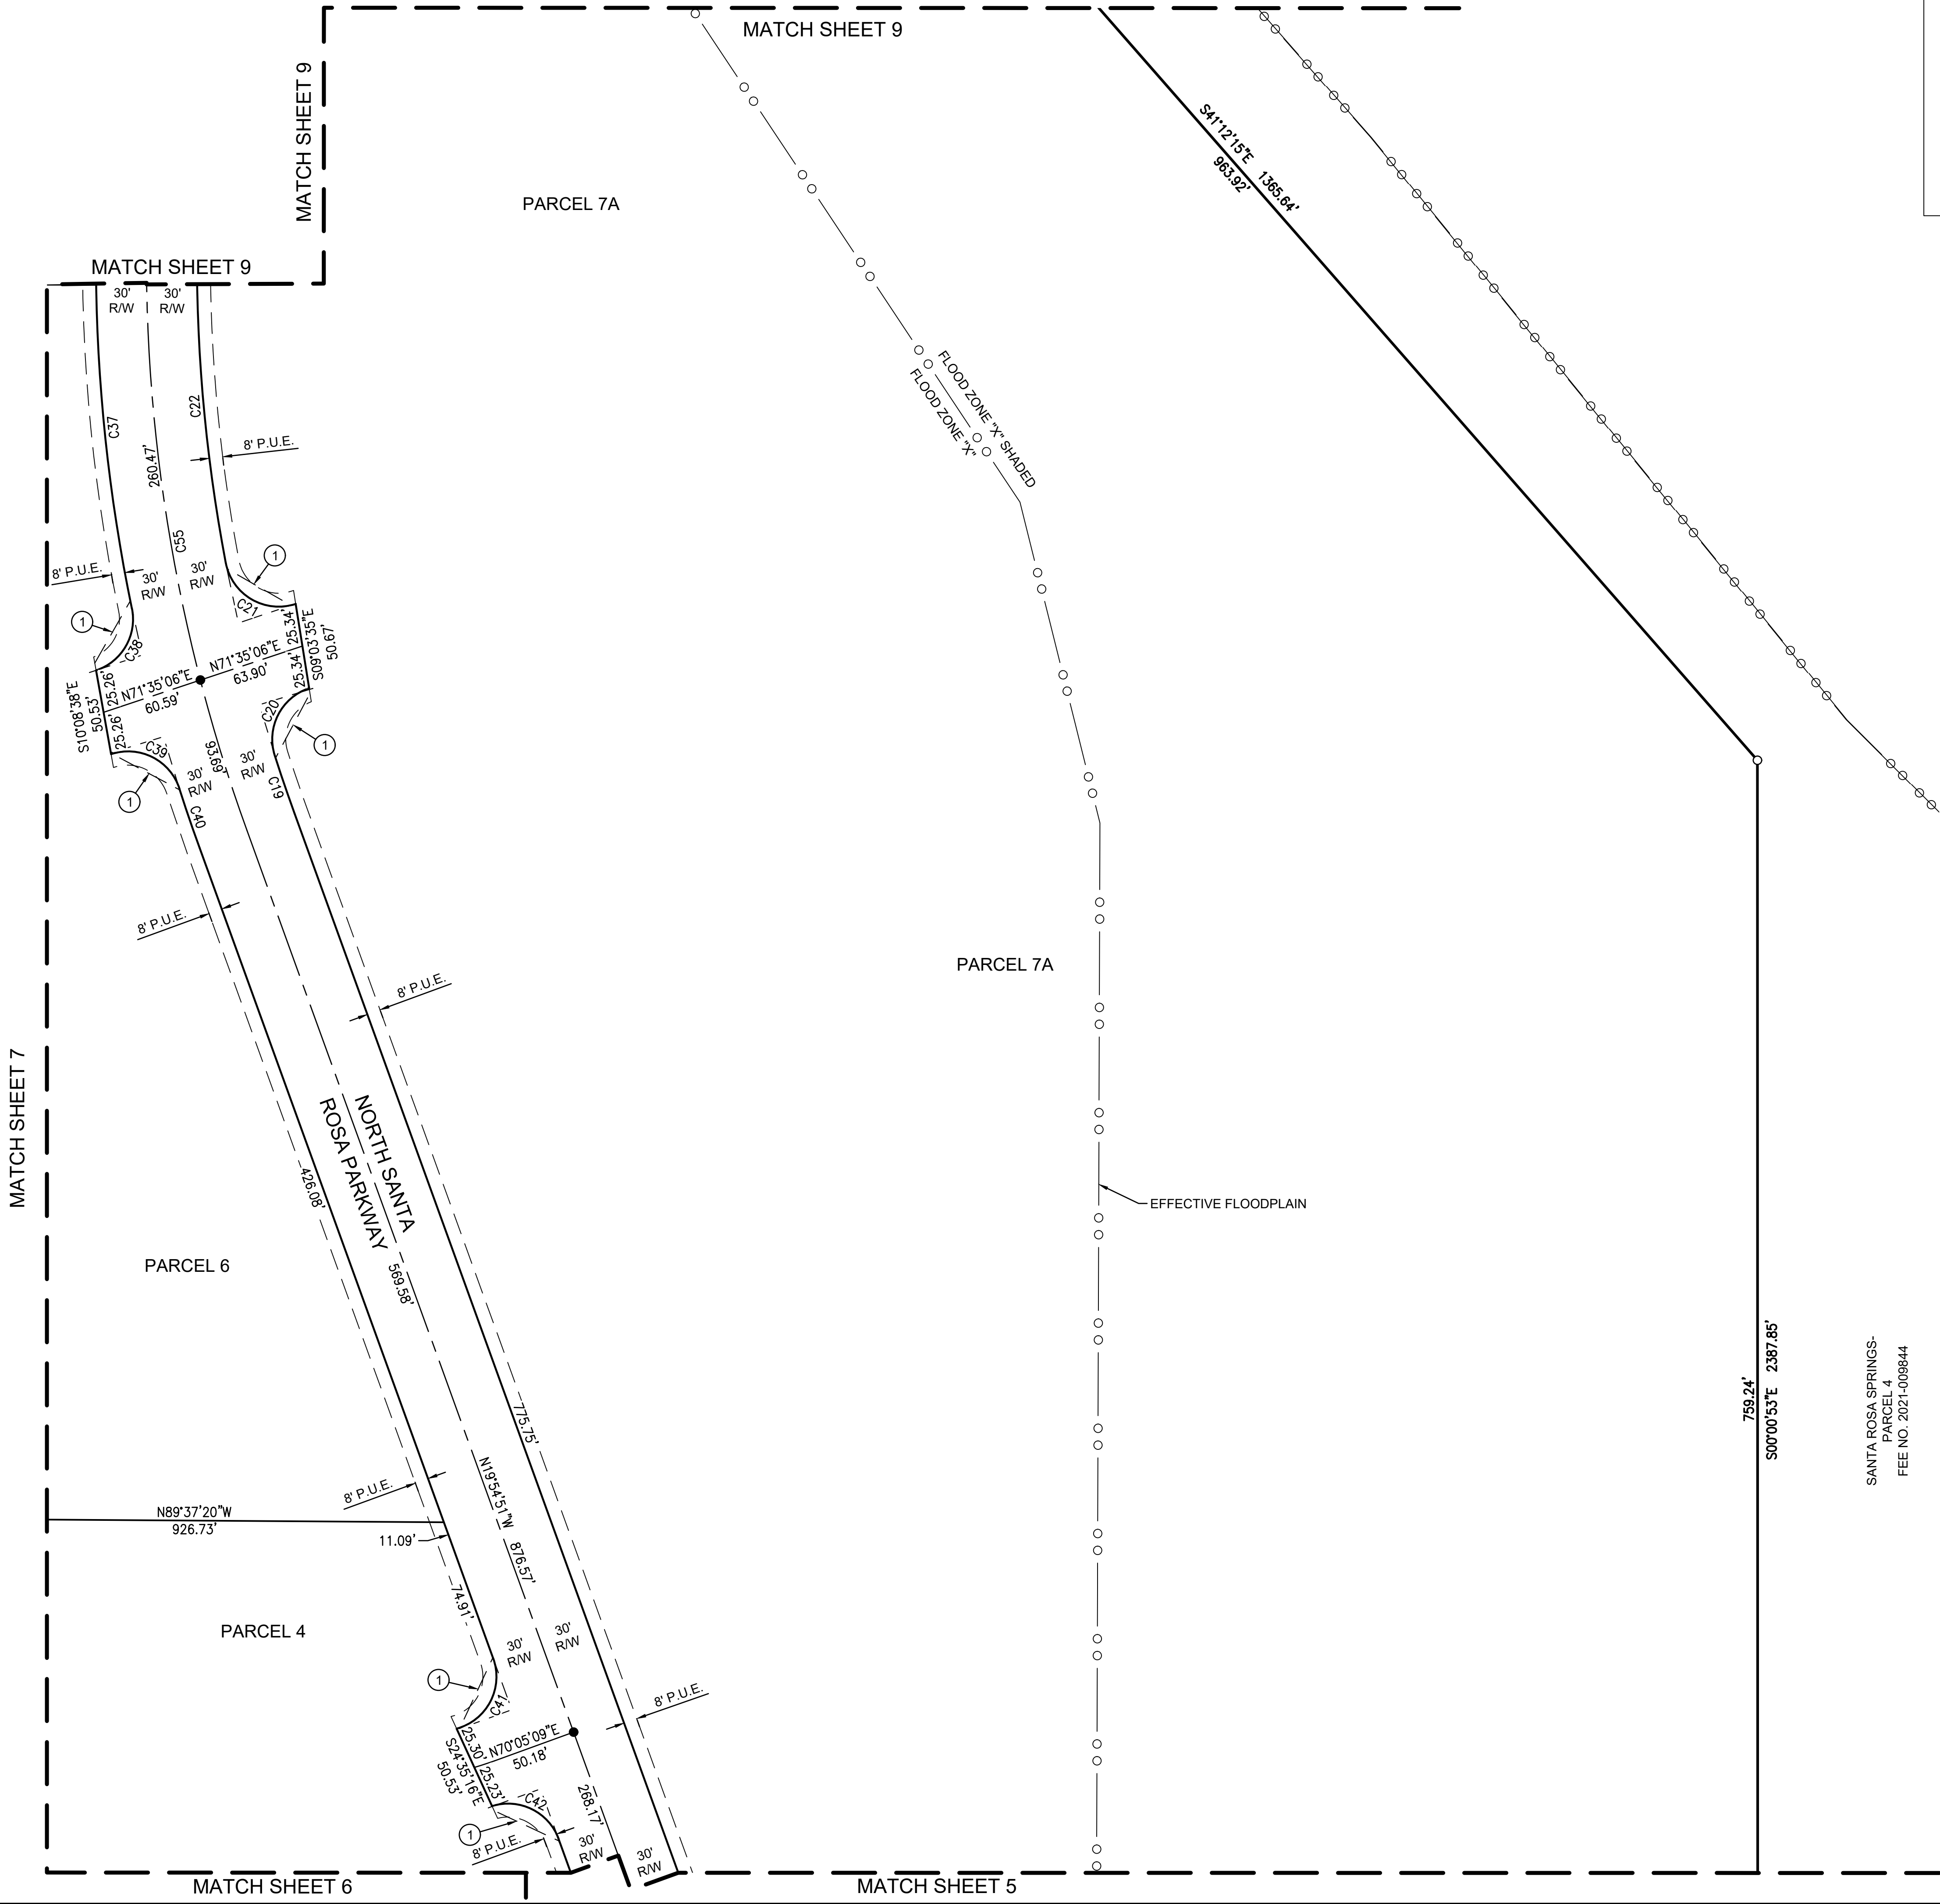 MATCH SHEET 9
MATCH SHEET 9
MATCH SHEET 9
PARCEL 7A
S41°12'15"E 1365.64'
963.92'
30'
R/W
30'
R/W
C37
C22
260.47'
C55
8' P.U.E.
FLOOD ZONE "X" SHADED
FLOOD ZONE "X"
8' P.U.E.
30'
R/W
30'
R/W
1
1
C21
C38
25.34'
25.34'
S09°03'35"E
50.67'
N71°35'06"E
63.90'
N71°35'06"E
60.59'
S10°08'38"E
50.53'
25.26'
25.26'
C39
C20
1
1
93.69'
30'
R/W
30'
R/W
C19
C40
8' P.U.E.
8' P.U.E.
PARCEL 7A
MATCH SHEET 7
NORTH SANTA
ROSA PARKWAY
426.08'
569.58'
EFFECTIVE FLOODPLAIN
PARCEL 6
775.75'
759.24'
S00°00'53"E 2387.85'
SANTA ROSA SPRINGS-
PARCEL 4
FEE NO. 2021-009844
8' P.U.E.
N89°37'20"W
926.73'
11.09'
N19°54'51"W 876.57'
74.91'
PARCEL 4
30'
R/W
30'
R/W
1
C41
8' P.U.E.
N70°05'09"E
50.18'
25.30'
25.23'
S24°35'16"E
50.53'
C42
268.17'
1
8' P.U.E.
30'
R/W
30'
R/W
MATCH SHEET 6
MATCH SHEET 5